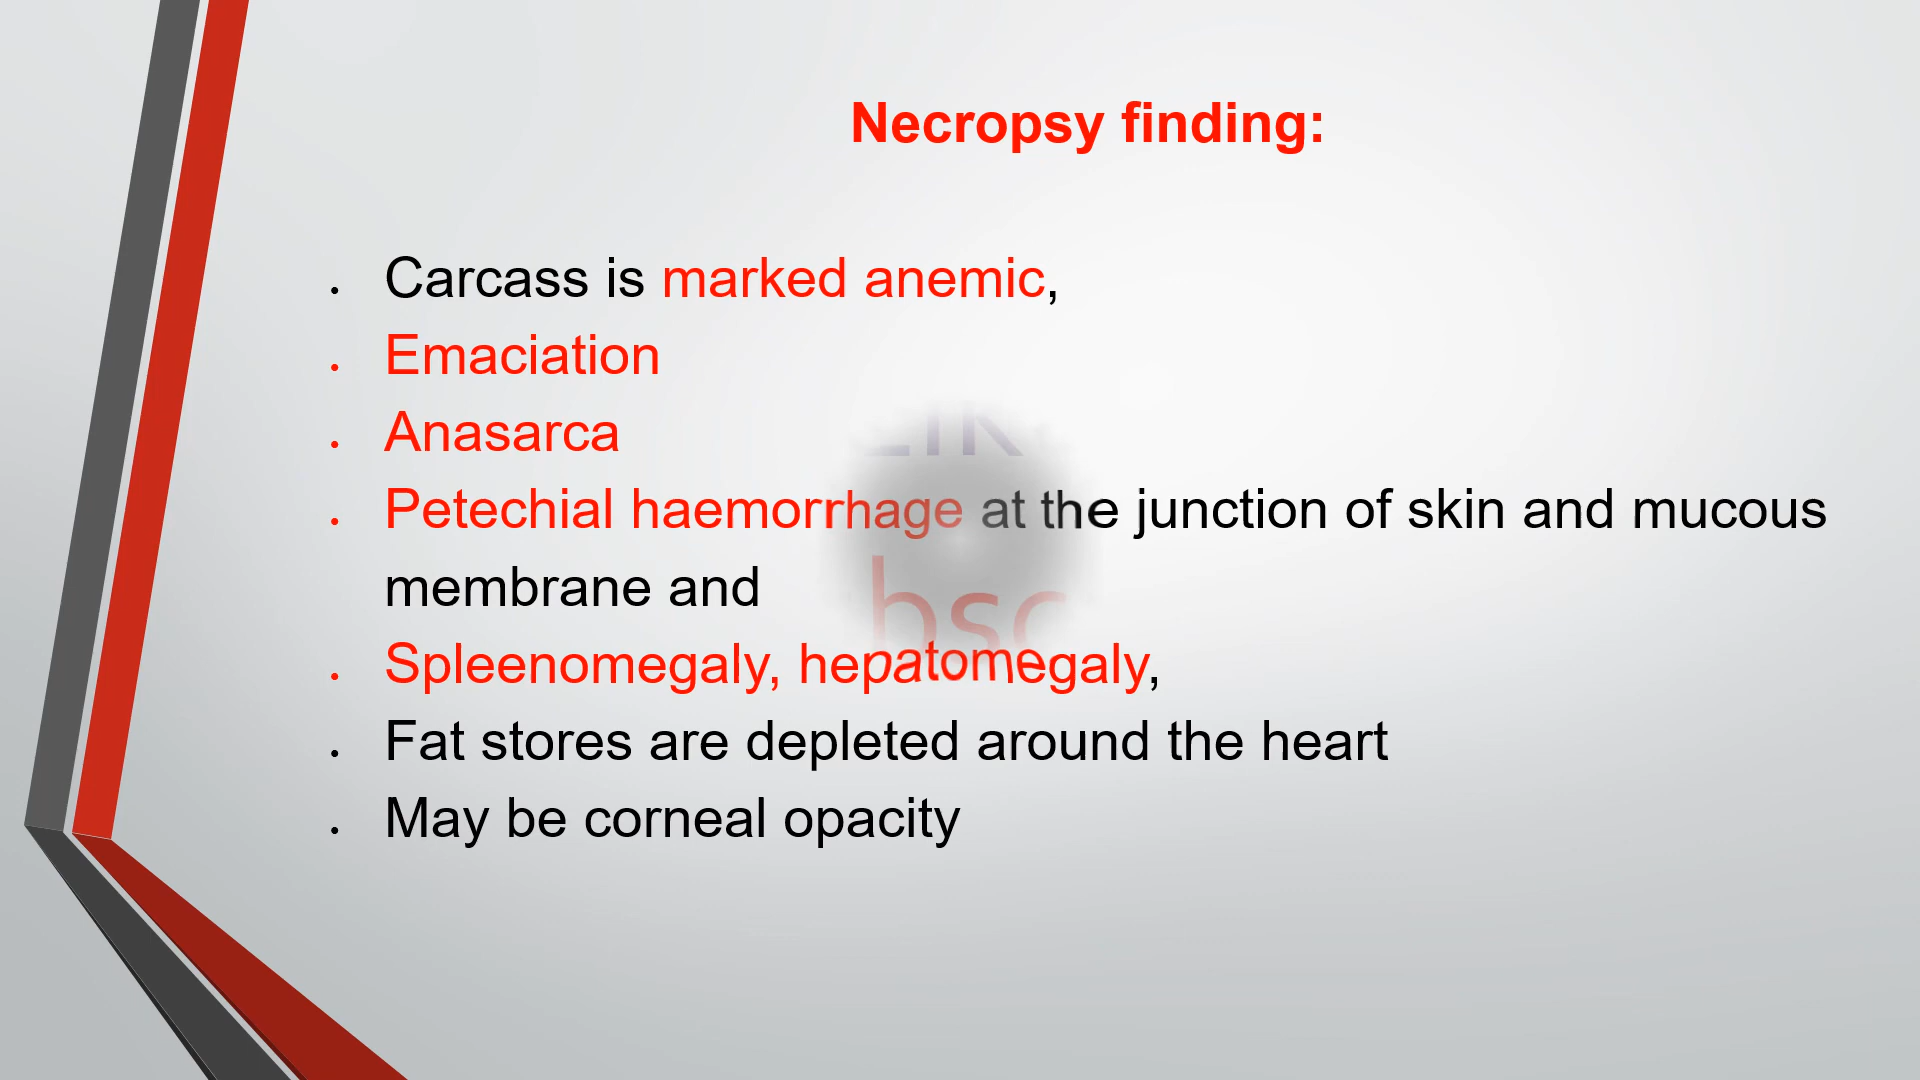 Necropsy finding:
• Carcass is marked anemic,
• Emaciation
• Anasarca
• Petechial haemorrhage at the junction of skin and mucous
membrane and
• Spleenomegaly, hepatomegaly,
• Fat stores are depleted around the heart
• May be corneal opacity